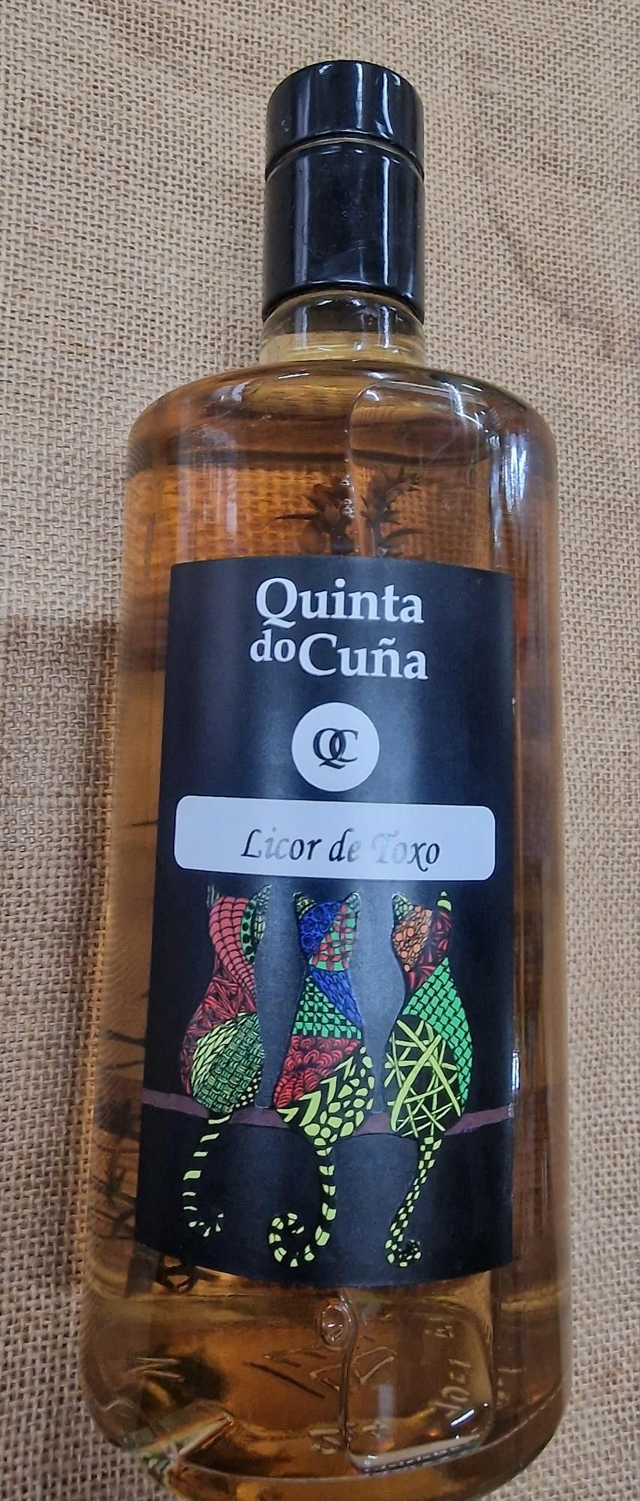 Quinta
do Cuña
QC
Licor de Toxo